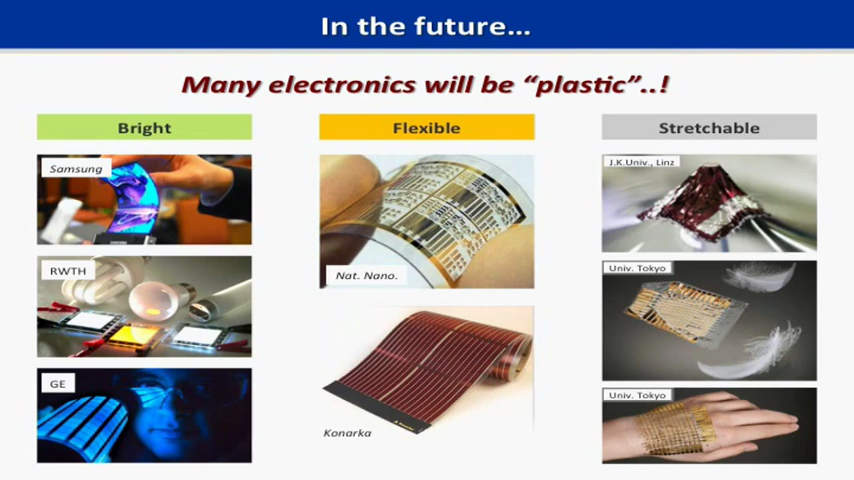 In the future...
Many electronics will be “plastic”..!
Bright
Samsung
RWTH
GE
Flexible
Nat. Nano.
Konarka
Stretchable
J.K.Univ., Linz
Univ. Tokyo
Univ. Tokyo